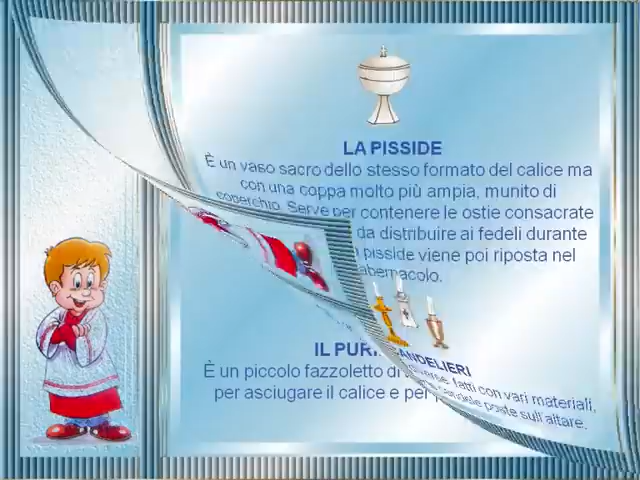 LA PISSIDE
È un vaso sacro dello stesso formato del calice ma
con una coppa molto più ampia, munito di
coperchio. Serve per contenere le ostie consacrate
da distribuire ai fedeli durante
pisside viene poi riposta nel
IL PURI
ANDELIERI
È un piccolo fazzoletto di
fatti con vari materiali,
per asciugare il calice e per
candele poste sull'altare.